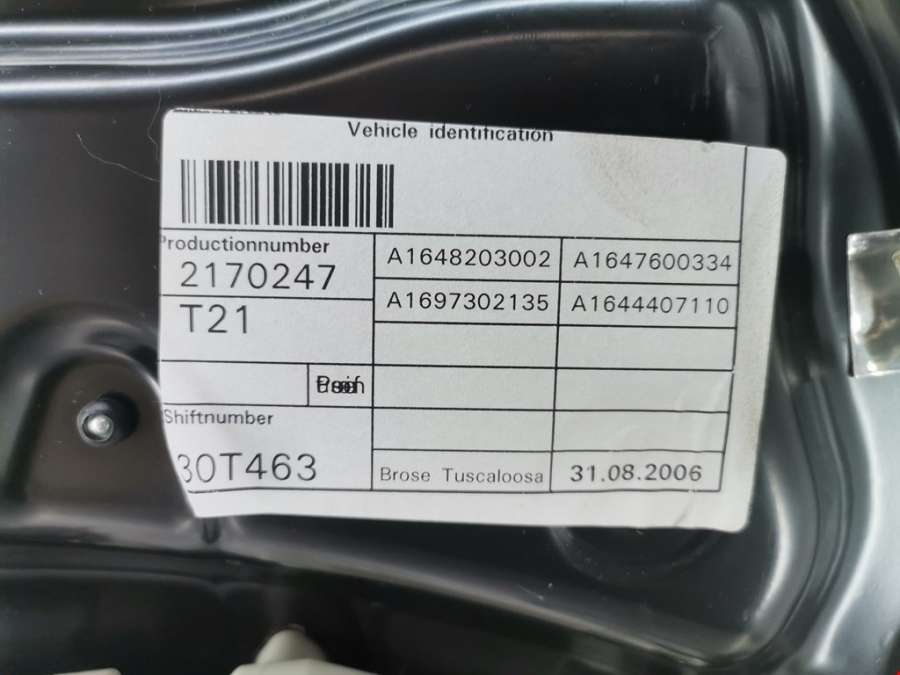 Vehicle identification
Productionnumber
2170247
A1648203002
A1647600334
T21
A1697302135
A1644407110
Shiftnumber
30T463
Brose Tuscaloosa
31.08.2006